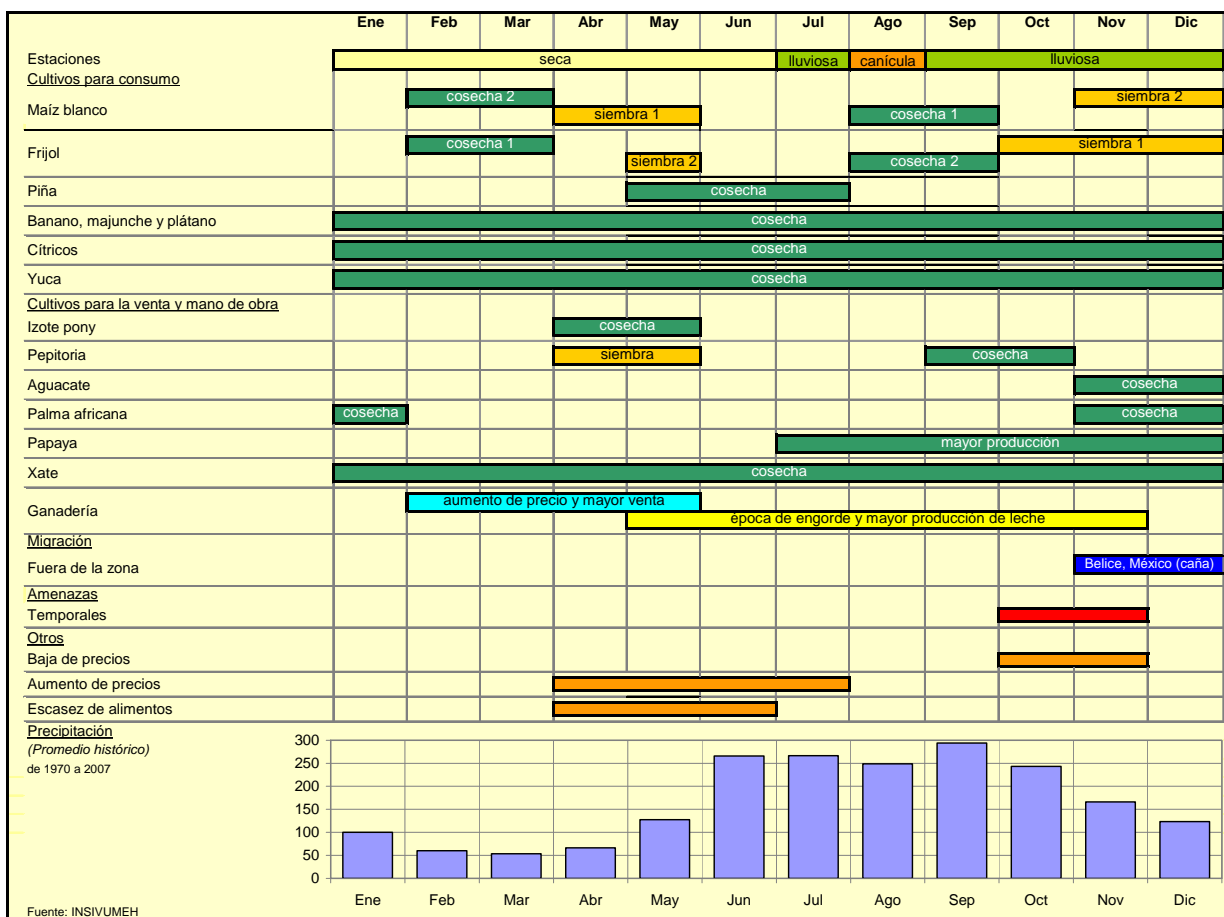 Ene Feb Mar Abr May Jun Jul Ago Sep Oct Nov Dic
Estaciones seca lluviosa canícula lluviosa
Cultivos para consumo
cosecha 2 siembra 2
Maíz blanco siembra 1 cosecha 1
cosecha 1 siembra 1
Frijol siembra 2 cosecha 2
Piña cosecha
Banano, majunche y plátano cosecha
Cítricos cosecha
Yuca cosecha
Cultivos para la venta y mano de obra
Izote pony cosecha
Pepitoria siembra cosecha
Aguacate cosecha
Palma africana cosecha cosecha
Papaya mayor producción
Xate cosecha
aumento de precio y mayor venta
Ganadería época de engorde y mayor producción de leche
Migración
Fuera de la zona Belice, México (caña)
Amenazas
Temporales
Otros
Baja de precios
Aumento de precios
Escasez de alimentos
Precipitación
(Promedio histórico)
de 1970 a 2007
300
250
200
150
100
50
0
Ene Feb Mar Abr May Jun Jul Ago Sep Oct Nov Dic
Fuente: INSIVUMEH